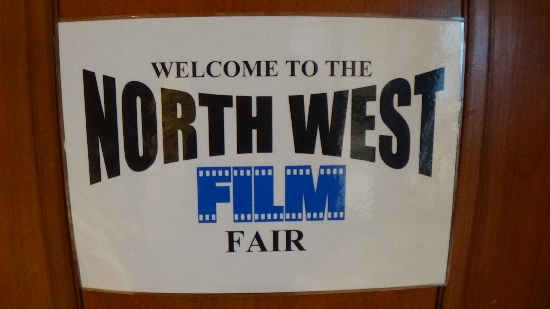 WELCOME TO THE
NORTH WEST
FILM
FAIR